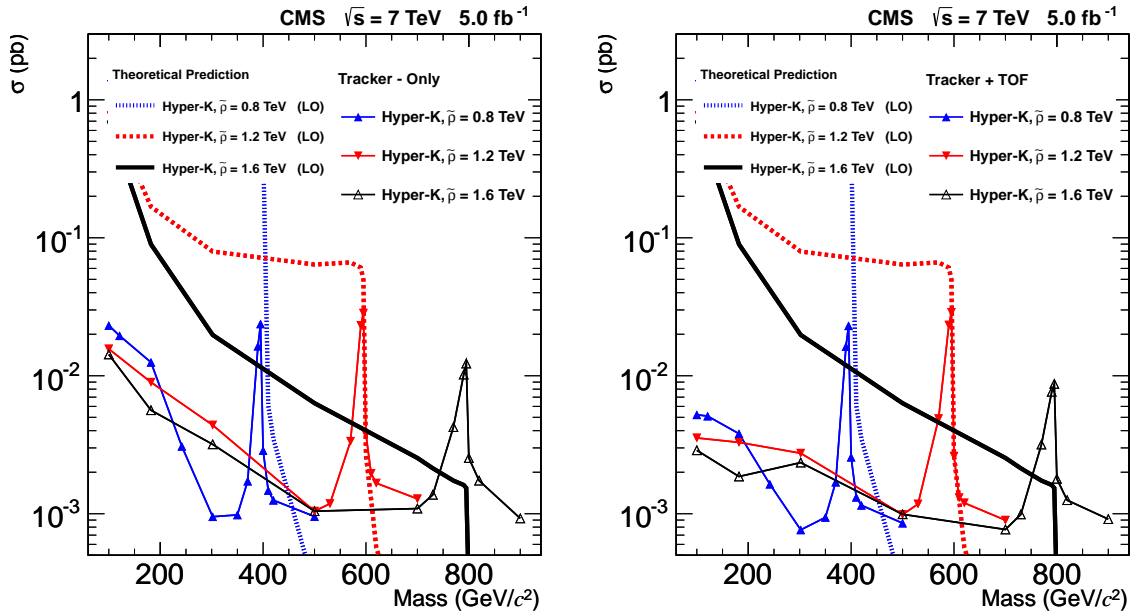 CMS √s = 7 TeV 5.0 fb⁻¹
σ (pb)
Theoretical Prediction
Hyper-K, ρ̃ = 0.8 TeV (LO)
Hyper-K, ρ̃ = 1.2 TeV (LO)
Hyper-K, ρ̃ = 1.6 TeV (LO)
Tracker - Only
Hyper-K, ρ̃ = 0.8 TeV
Hyper-K, ρ̃ = 1.2 TeV
Hyper-K, ρ̃ = 1.6 TeV
1
10⁻¹
10⁻²
10⁻³
200 400 600 800
Mass (GeV/c²)
CMS √s = 7 TeV 5.0 fb⁻¹
σ (pb)
Theoretical Prediction
Hyper-K, ρ̃ = 0.8 TeV (LO)
Hyper-K, ρ̃ = 1.2 TeV (LO)
Hyper-K, ρ̃ = 1.6 TeV (LO)
Tracker + TOF
Hyper-K, ρ̃ = 0.8 TeV
Hyper-K, ρ̃ = 1.2 TeV
Hyper-K, ρ̃ = 1.6 TeV
1
10⁻¹
10⁻²
10⁻³
200 400 600 800
Mass (GeV/c²)